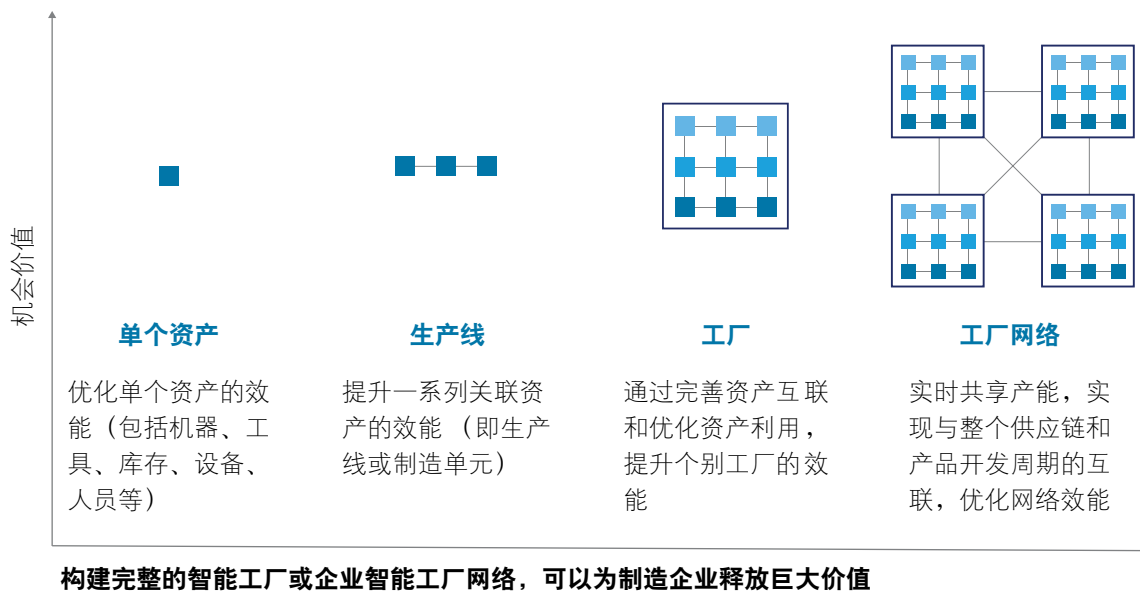 机会价值
单个资产
优化单个资产的效
能（包括机器、工
具、库存、设备、
人员等）
生产线
提升一系列关联资
产的效能 （即生产
线或制造单元）
工厂
通过完善资产互联
和优化资产利用，
提升个别工厂的效
能
工厂网络
实时共享产能，实
现与整个供应链和
产品开发周期的互
联，优化网络效能
构建完整的智能工厂或企业智能工厂网络，可以为制造企业释放巨大价值